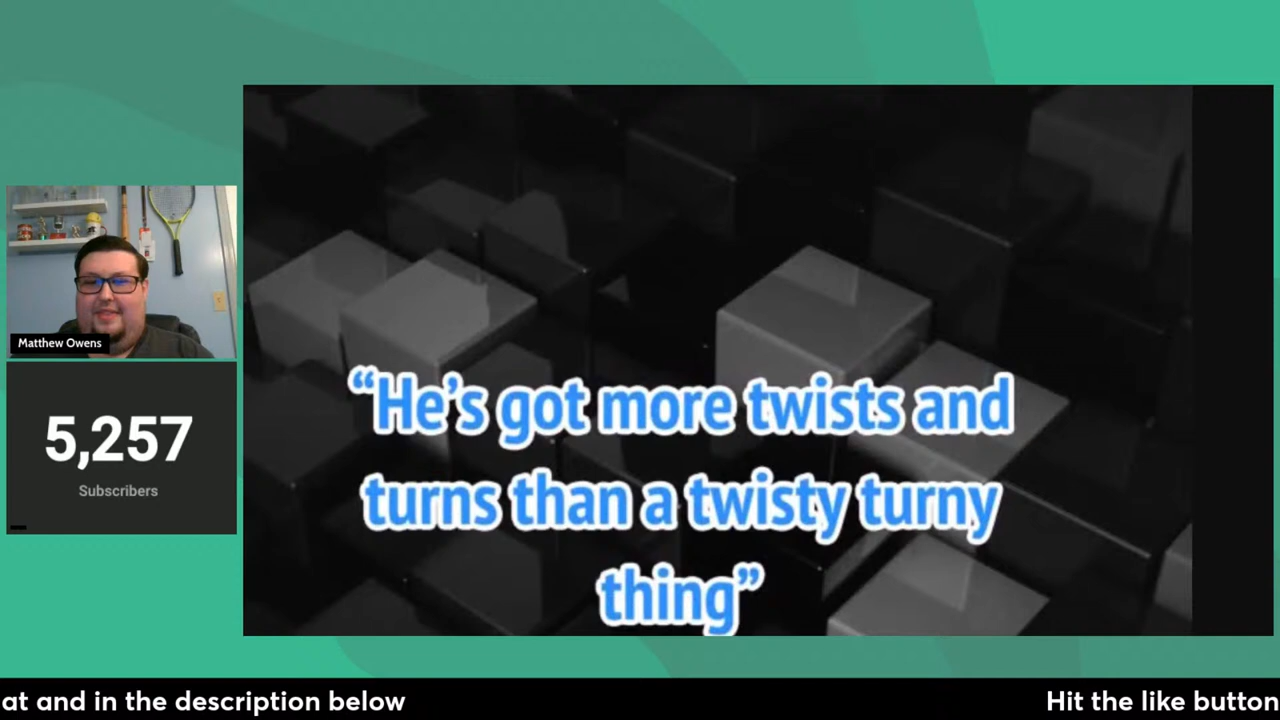 Matthew Owens
5,257
Subscribers
“He’s got more twists and
turns than a twisty turny
thing”
at and in the description below
Hit the like button